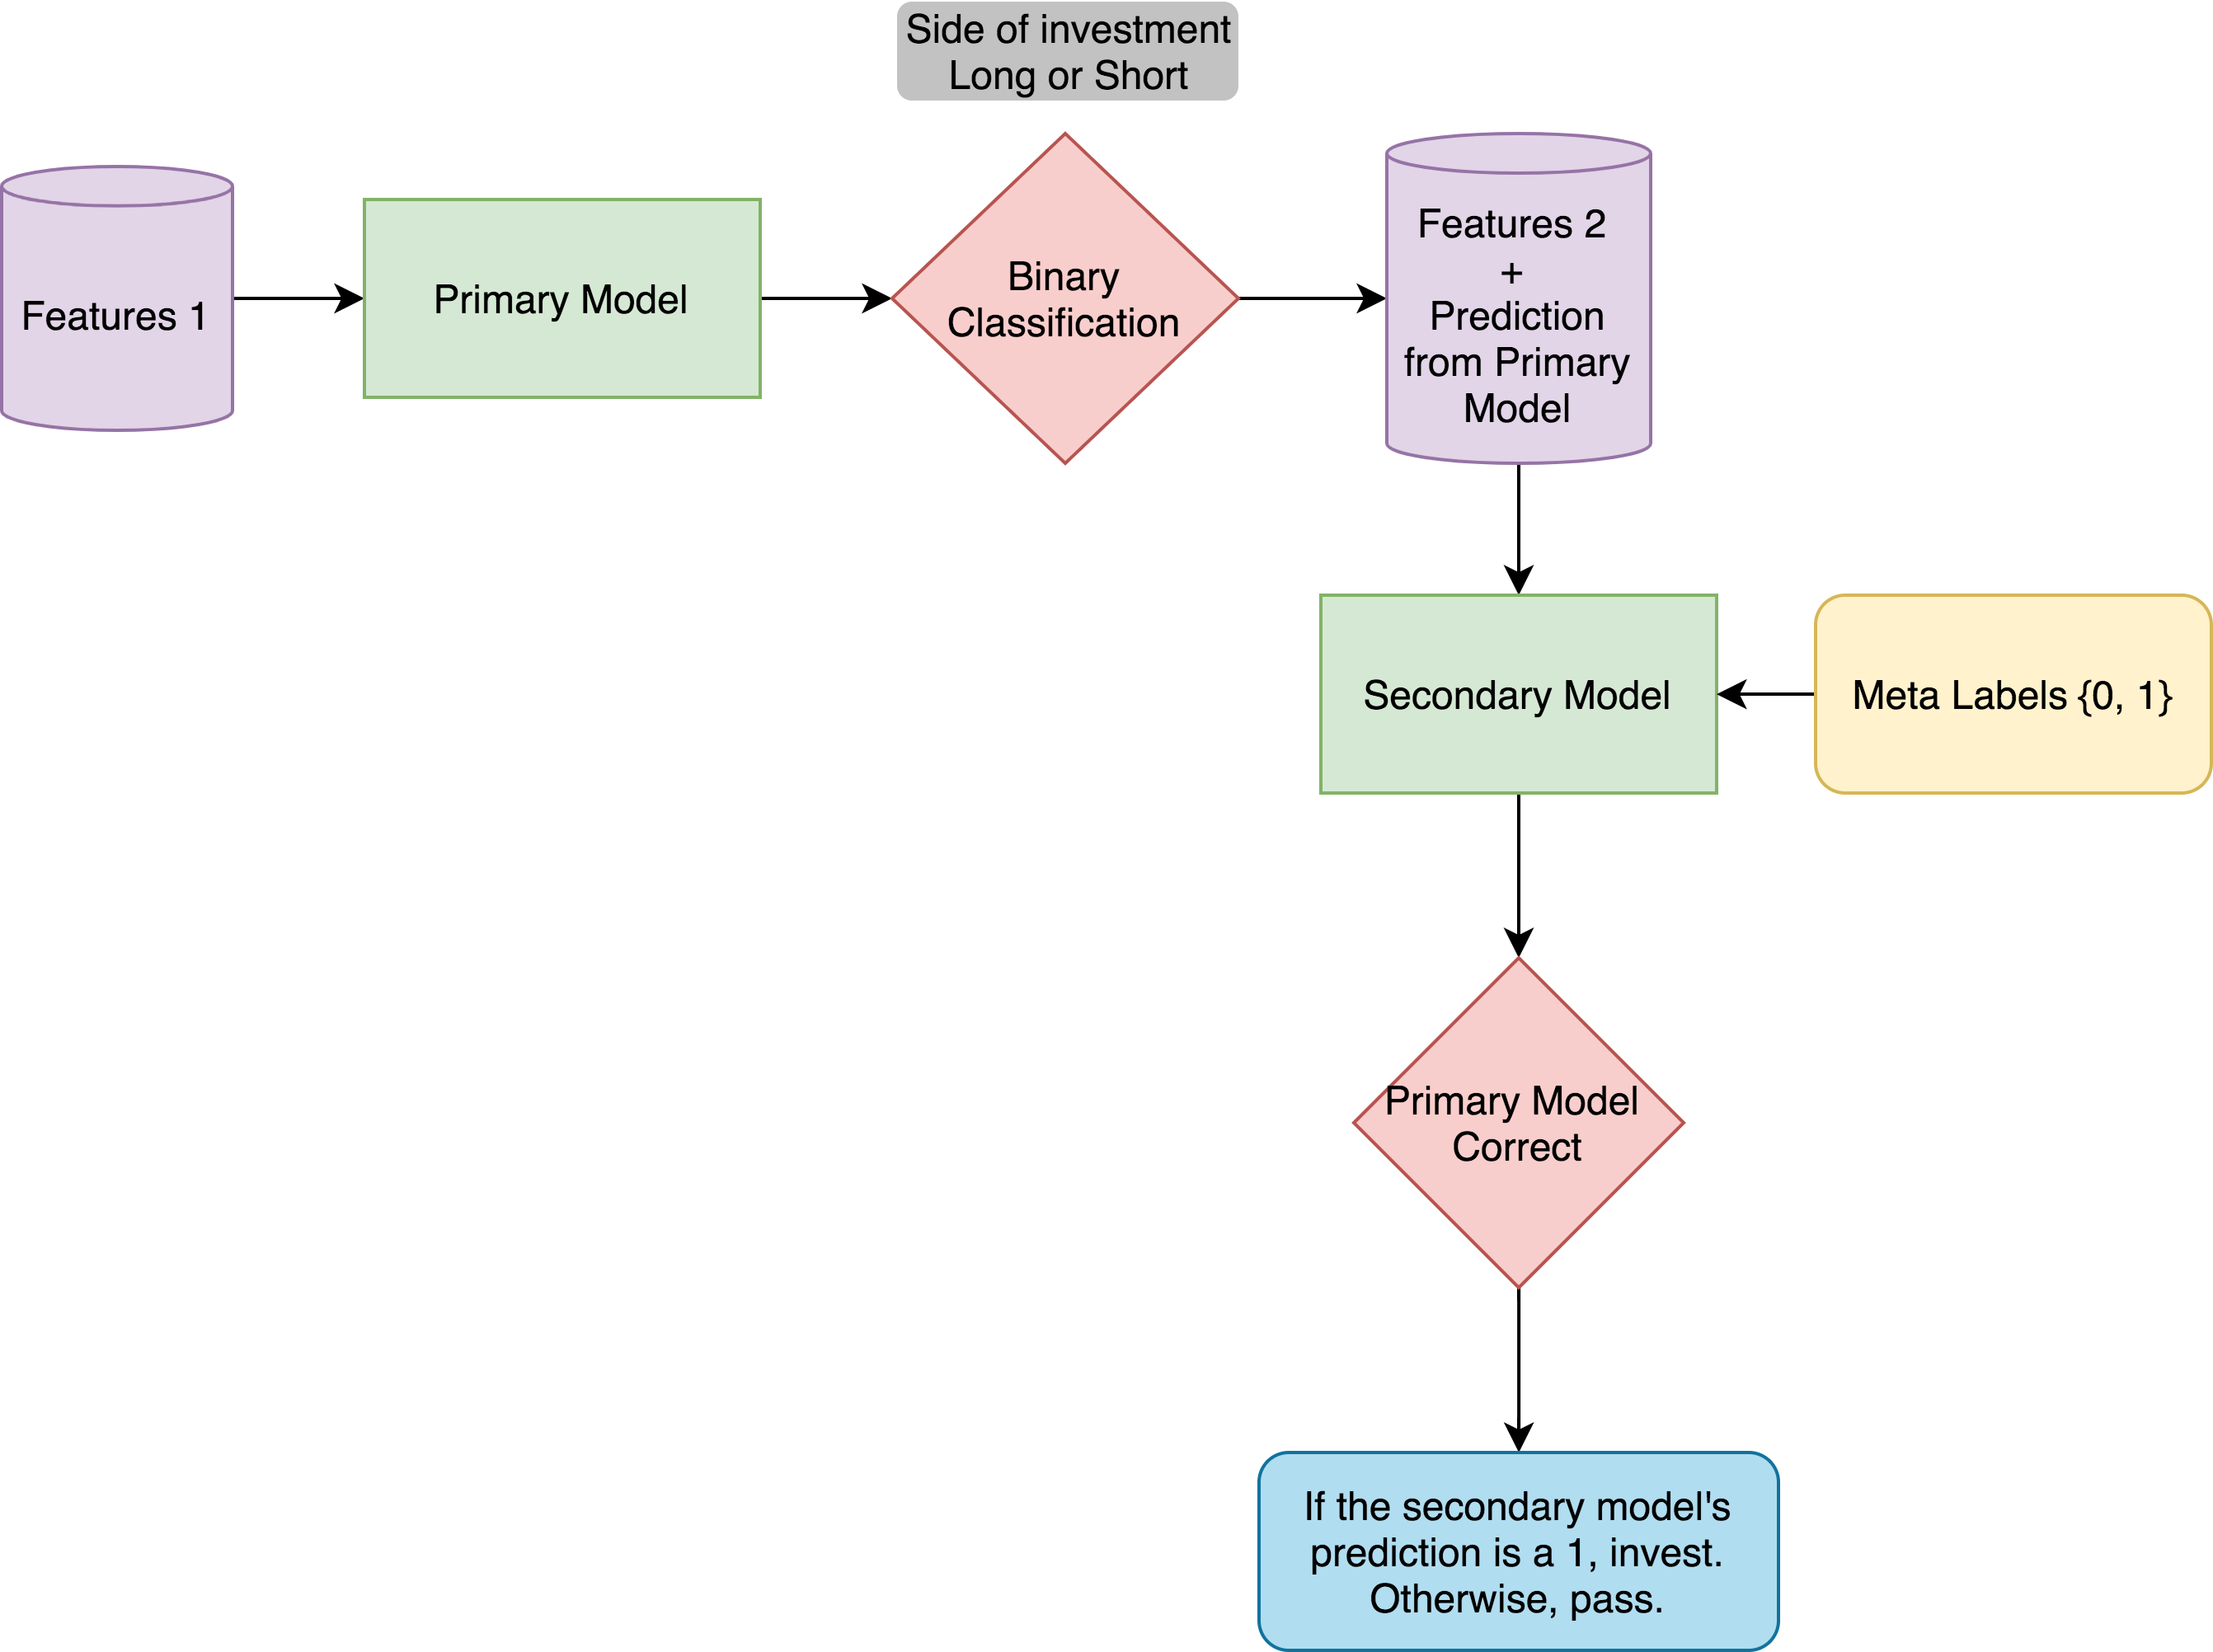 Side of investment
Long or Short
Features 1
Primary Model
Binary
Classification
Features 2
+
Prediction
from Primary
Model
Secondary Model
Meta Labels {0, 1}
Primary Model
Correct
If the secondary model's
prediction is a 1, invest.
Otherwise, pass.